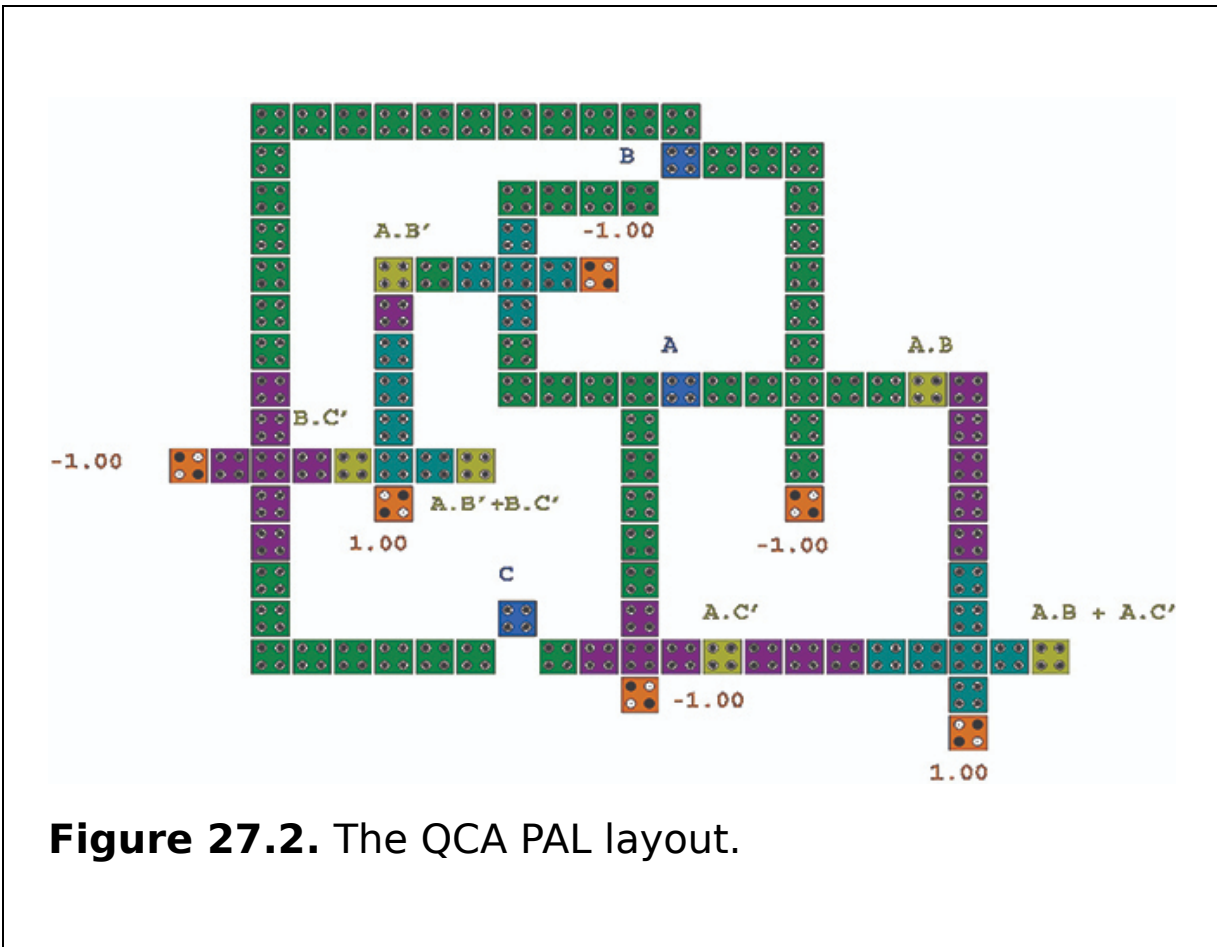 B
A.B′
-1.00
A
A.B
B.C′
-1.00
A.B′+B.C′
1.00
-1.00
C
A.C′
A.B + A.C′
-1.00
1.00
Figure 27.2. The QCA PAL layout.